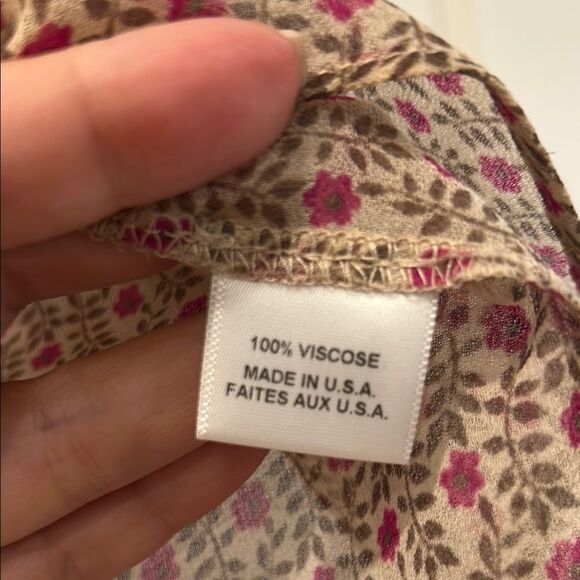 100% VISCOSE
MADE IN U.S.A.
FAITES AUX U.S.A.